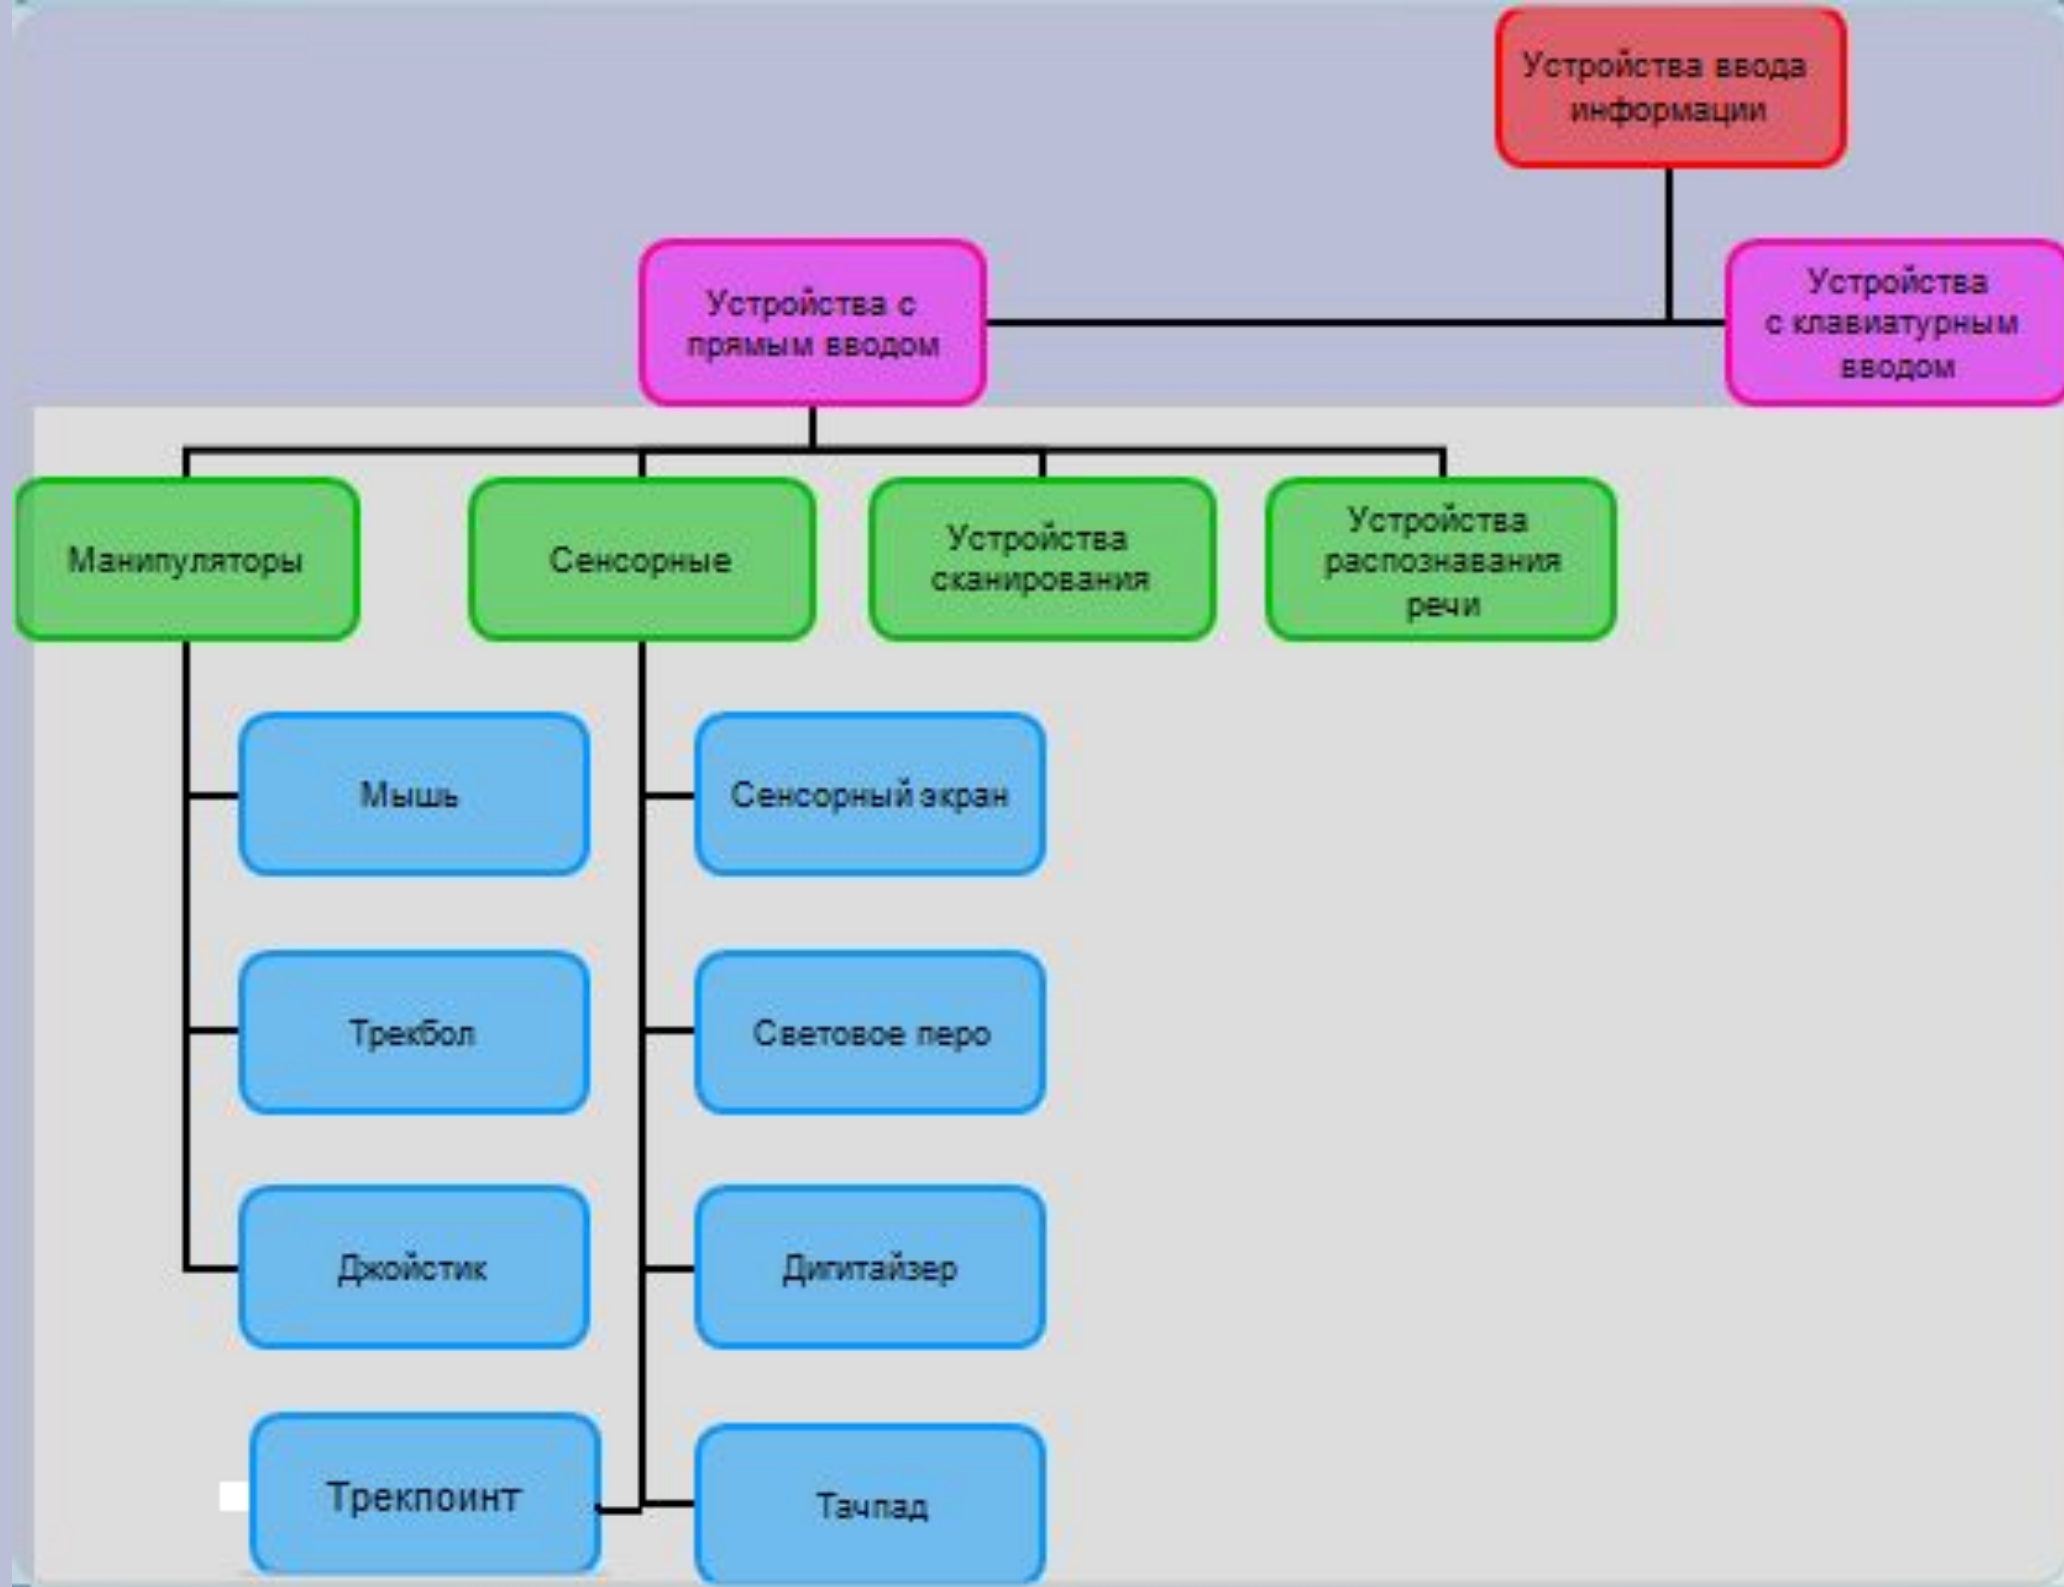 Устройства ввода
информации
Устройства с
прямым вводом
Устройства
с клавиатурным
вводом
Манипуляторы
Сенсорные
Устройства
сканирования
Устройства
распознавания
речи
Мышь
Сенсорный экран
Трекбол
Световое перо
Джойстик
Дигитайзер
Трекпоинт
Тачпад